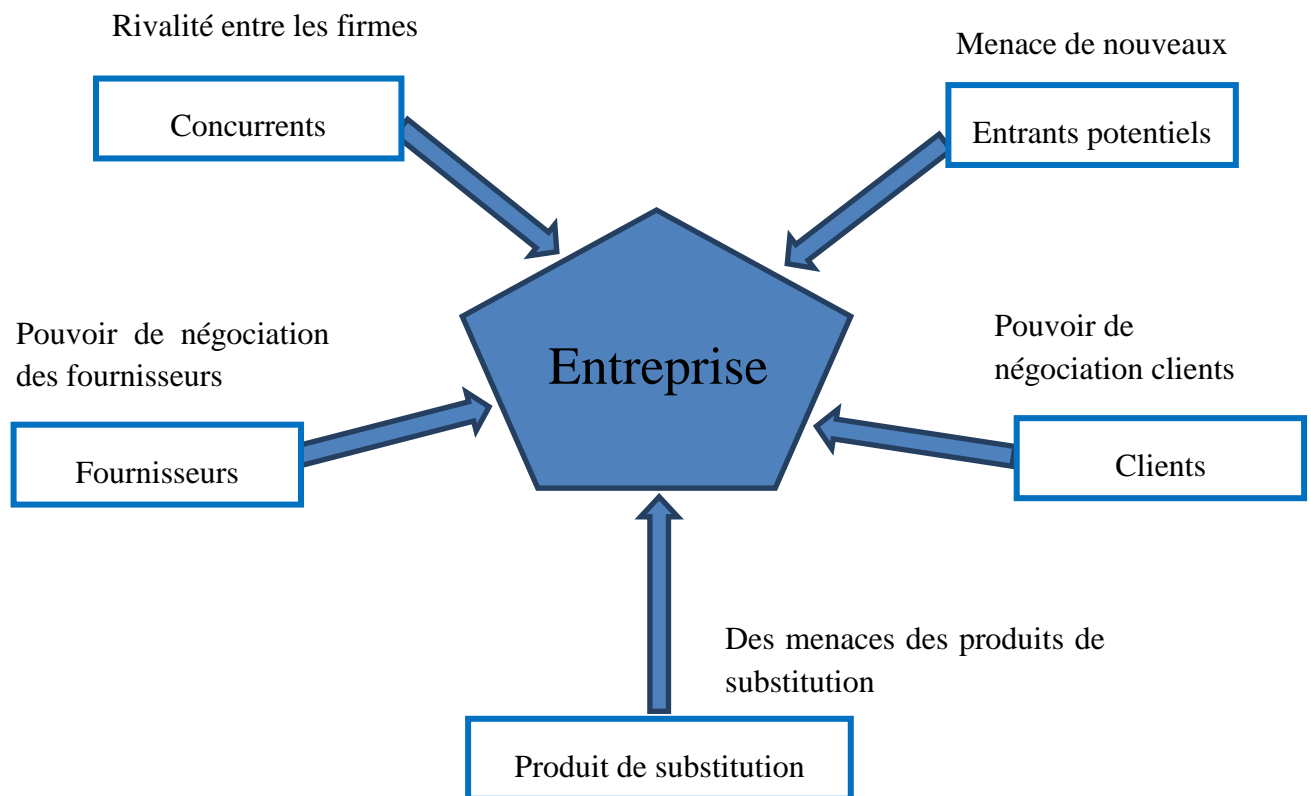 Rivalité entre les firmes
Menace de nouveaux
Concurrents
Entrants potentiels
Pouvoir de négociation
des fournisseurs
Entreprise
Pouvoir de
négociation clients
Fournisseurs
Clients
Des menaces des produits de
substitution
Produit de substitution